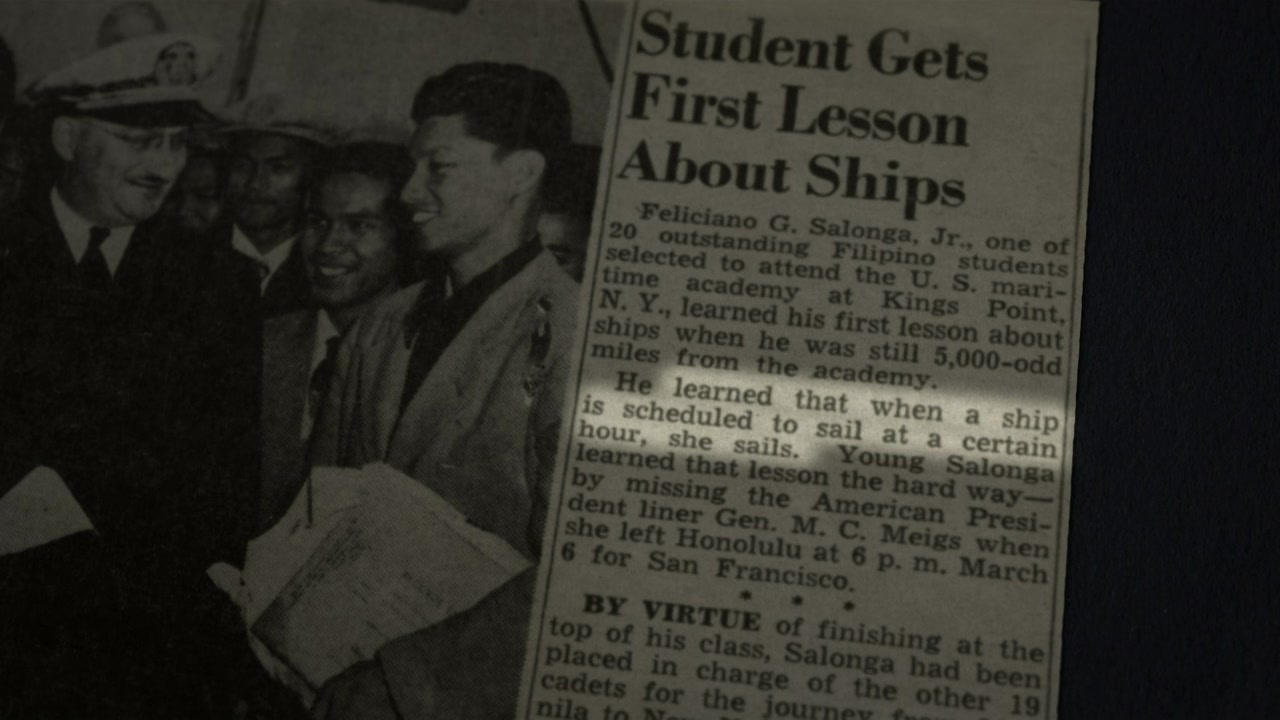 Student Gets
First Lesson
About Ships
Feliciano G. Salonga, Jr., one of
20 outstanding Filipino students
selected to attend the U. S. mari-
time academy at Kings Point,
N. Y., learned his first lesson about
ships when he was still 5,000-odd
miles from the academy.
He learned that when a ship
is scheduled to sail at a certain
hour, she sails. Young Salonga
learned that lesson the hard way—
by missing the American Presi-
dent liner Gen. M. C. Meigs when
she left Honolulu at 6 p. m. March
6 for San Francisco.
* * *
BY VIRTUE of finishing at the
top of his class, Salonga had been
placed in charge of the other 19
cadets for the journey from
nila to New